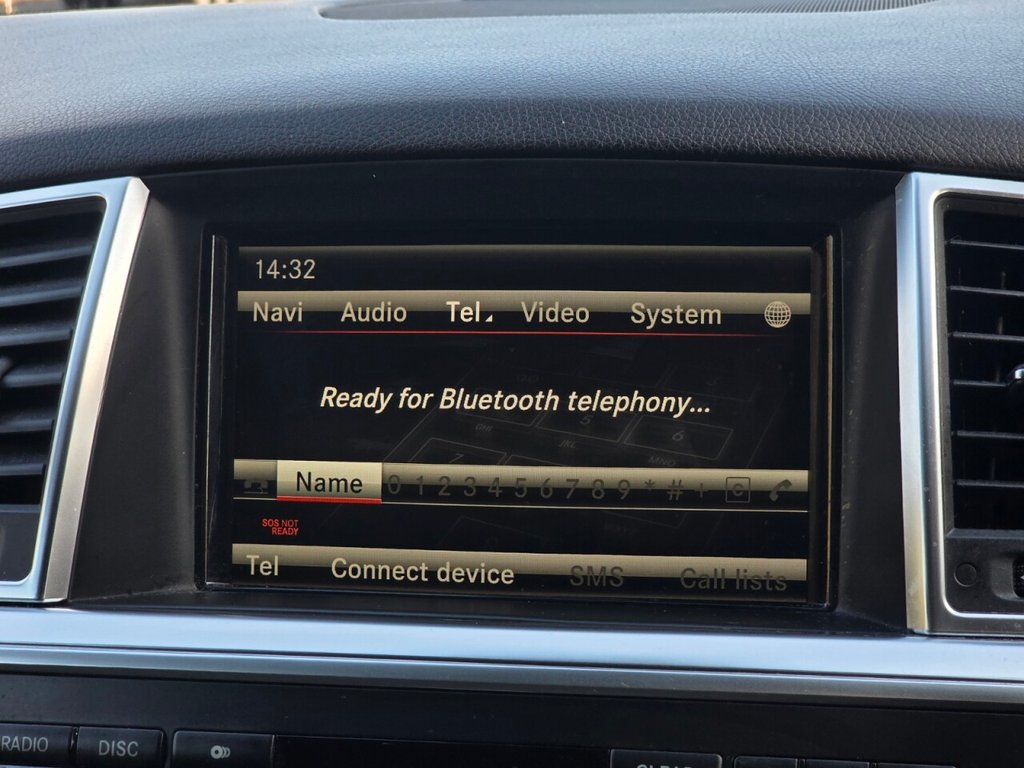 14:32
Navi Audio Tel Video System
Ready for Bluetooth telephony...
Name 0 1 2 3 4 5 6 7 8 9 * # + C
SOS NOT
READY
Tel Connect device SMS Call lists
RADIO DISC
CLEAR